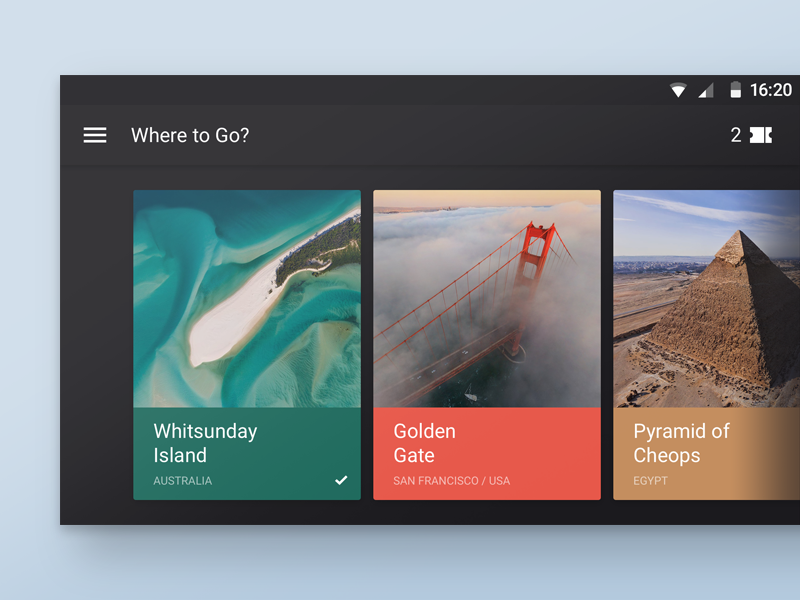 16:20
Where to Go?
2
Whitsunday
Island
AUSTRALIA
Golden
Gate
SAN FRANCISCO / USA
Pyramid of
Cheops
EGYPT